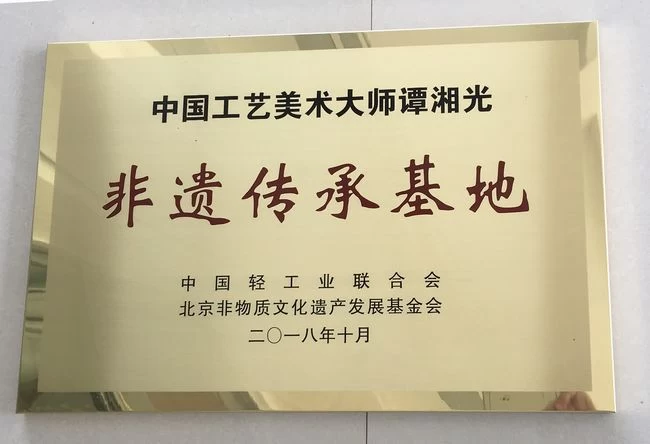 中国工艺美术大师谭湘光
非遗传承基地
中国轻工业联合会
北京非物质文化遗产发展基金会
二〇一八年十月